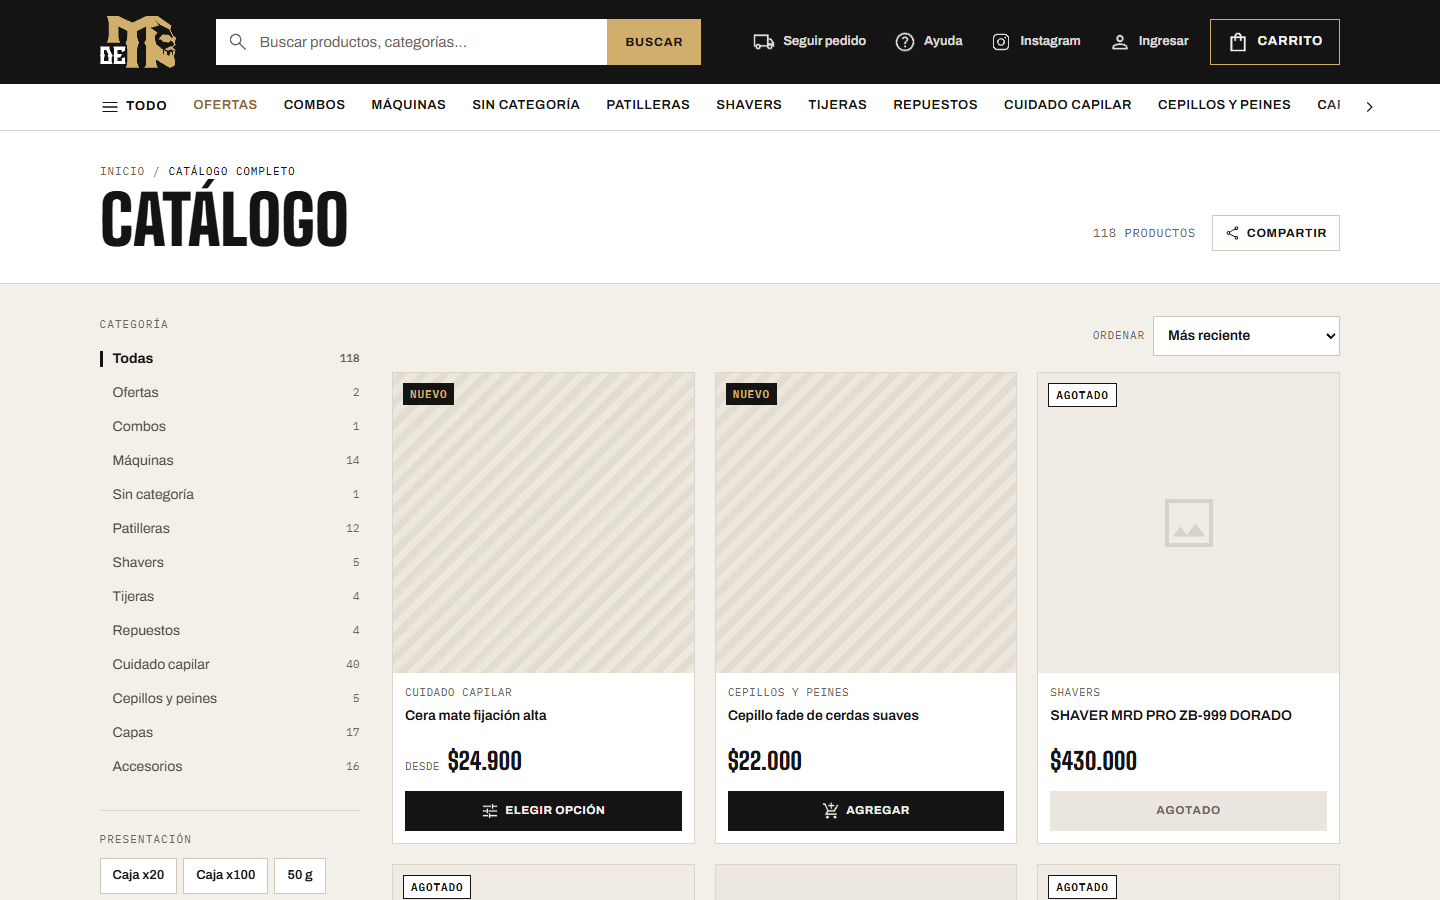 DE
Buscar productos, categorías...
BUSCAR
Seguir pedido
Ayuda
Instagram
Ingresar
CARRITO
TODO
OFERTAS
COMBOS
MÁQUINAS
SIN CATEGORÍA
PATILLERAS
SHAVERS
TIJERAS
REPUESTOS
CUIDADO CAPILAR
CEPILLOS Y PEINES
INICIO / CATÁLOGO COMPLETO
CATÁLOGO
118 PRODUCTOS
COMPARTIR
CATEGORÍA
Todas 118
Ofertas 2
Combos 1
Máquinas 14
Sin categoría 1
Patilleras 12
Shavers 5
Tijeras 4
Repuestos 4
Cuidado capilar 40
Cepillos y peines 5
Capas 17
Accesorios 16
PRESENTACIÓN
Caja x20
Caja x100
50 g
ORDENAR
Más reciente
NUEVO
CUIDADO CAPILAR
Cera mate fijación alta
DESDE $24.900
ELEGIR OPCIÓN
NUEVO
CEPILLOS Y PEINES
Cepillo fade de cerdas suaves
$22.000
AGREGAR
AGOTADO
SHAVERS
SHAVER MRD PRO ZB-999 DORADO
$430.000
AGOTADO
AGOTADO
AGOTADO